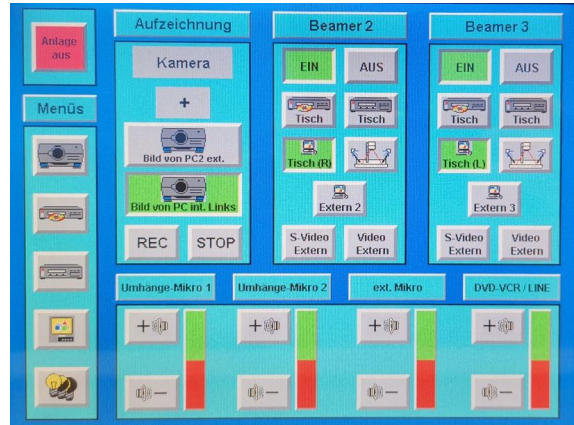 Anlage
aus
Menüs
Aufzeichnung
Kamera
+
Bild von PC2 ext.
Bild von PC int. Links
REC STOP
Beamer 2
EIN AUS
Tisch Tisch
Tisch (R)
Extern 2
S-Video Video
Extern Extern
Beamer 3
EIN AUS
Tisch Tisch
Tisch (L)
Extern 3
S-Video Video
Extern Extern
Umhänge-Mikro 1 Umhänge-Mikro 2 ext. Mikro DVD-VCR / LINE
+ + + +
− − − −